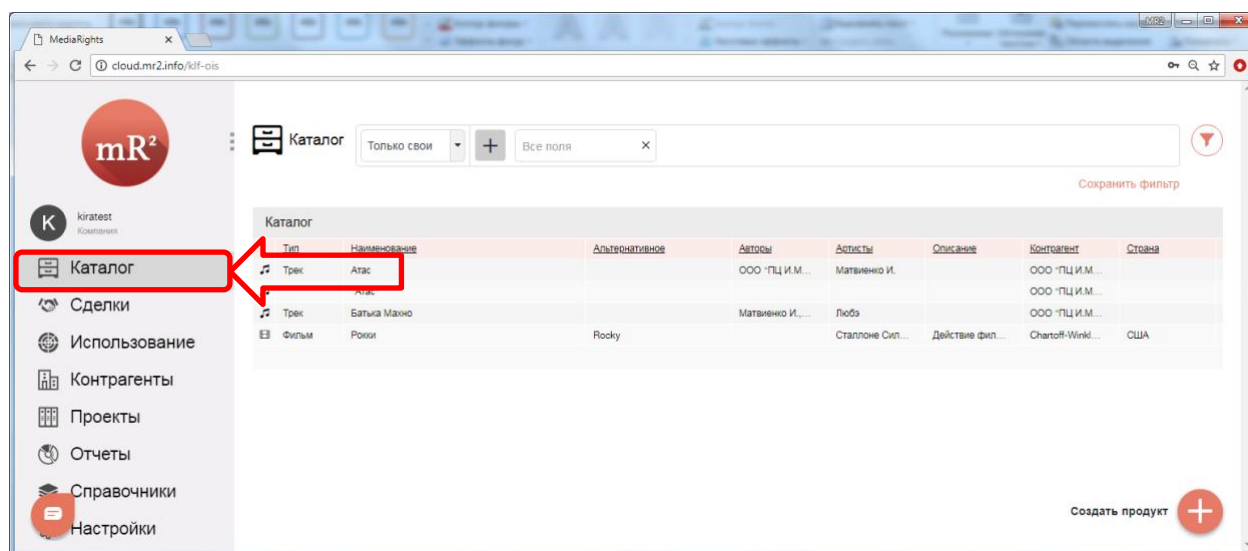 MR2
MediaRights
cloud.mr2.info/klf-ois
mR²
kiratest
Компания
Каталог
Сделки
Использование
Контрагенты
Проекты
Отчеты
Справочники
Настройки
Каталог Только свои Все поля
Сохранить фильтр
Каталог
Тип Наименование Альтернативное Авторы Артисты Описание Контрагент Страна
Трек Атас ООО "ПЦ И.М... Матвиенко И. ООО "ПЦ И.М...
Атас ООО "ПЦ И.М...
Трек Батька Махно Матвиенко И.,... Любэ ООО "ПЦ И.М...
Фильм Рокки Rocky Сталлоне Сил... Действие фил... Chartoff-Winkl... США
Создать продукт